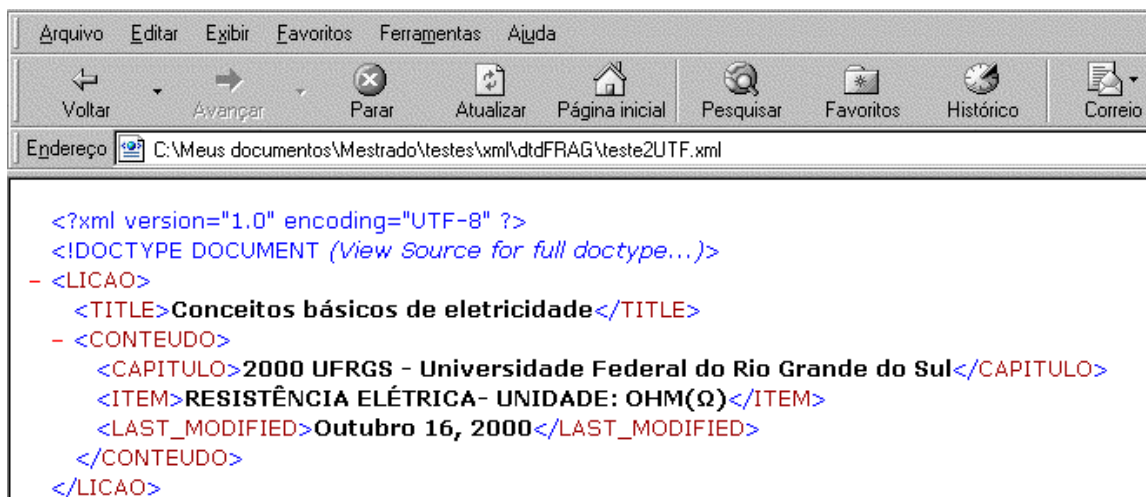 Arquivo Editar Exibir Favoritos Ferramentas Ajuda
Voltar Avançar Parar Atualizar Página inicial Pesquisar Favoritos Histórico Correio
Endereço C:\Meus documentos\Mestrado\testes\xml\dtdFRAG\teste2UTF.xml
<?xml version="1.0" encoding="UTF-8" ?>
<!DOCTYPE DOCUMENT (View Source for full doctype...)>
- <LICAO>
<TITLE>Conceitos básicos de eletricidade</TITLE>
- <CONTEUDO>
<CAPITULO>2000 UFRGS - Universidade Federal do Rio Grande do Sul</CAPITULO>
<ITEM>RESISTÊNCIA ELÉTRICA- UNIDADE: OHM(Ω)</ITEM>
<LAST_MODIFIED>Outubro 16, 2000</LAST_MODIFIED>
</CONTEUDO>
</LICAO>